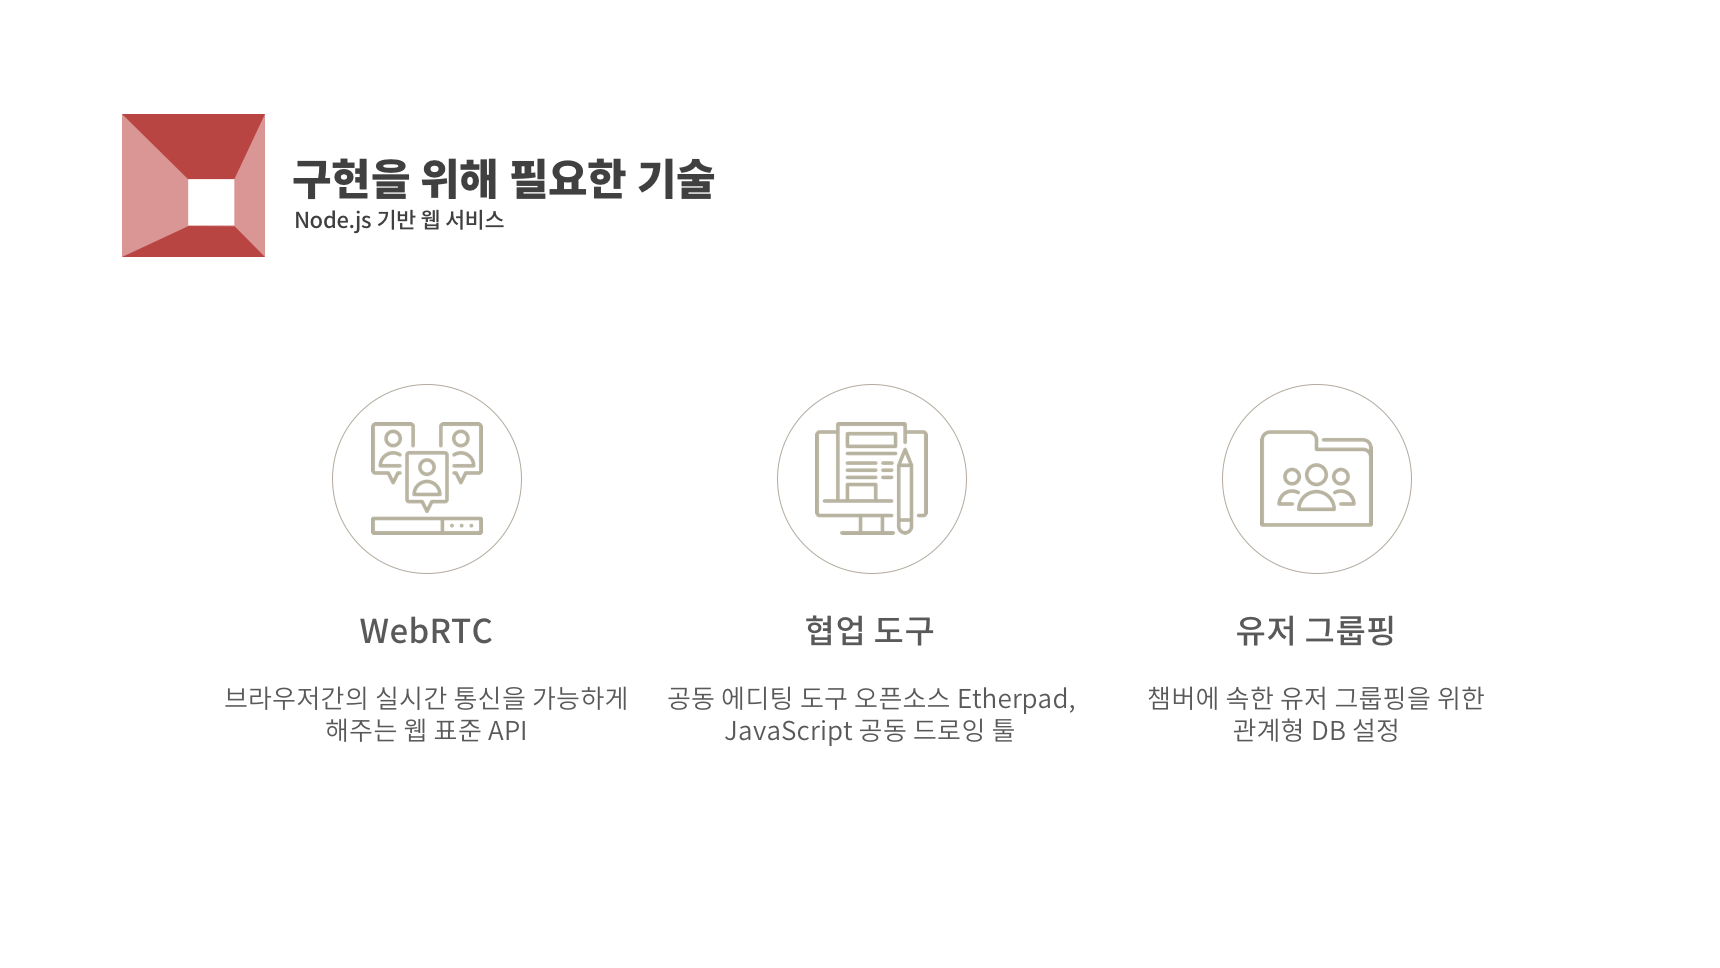 구현을 위해 필요한 기술
Node.js 기반 웹 서비스
WebRTC
브라우저간의 실시간 통신을 가능하게
해주는 웹 표준 API
협업 도구
공동 에디팅 도구 오픈소스 Etherpad,
JavaScript 공동 드로잉 툴
유저 그룹핑
챔버에 속한 유저 그룹핑을 위한
관계형 DB 설정